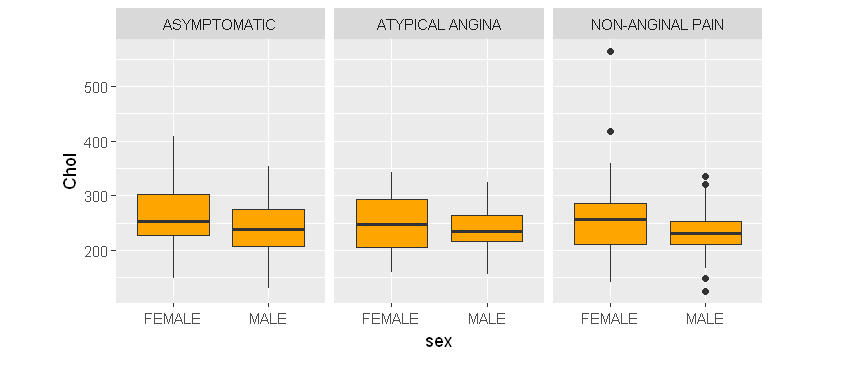 ASYMPTOMATIC ATYPICAL ANGINA NON-ANGINAL PAIN
500
400
300
200
Chol
FEMALE MALE FEMALE MALE FEMALE MALE
sex